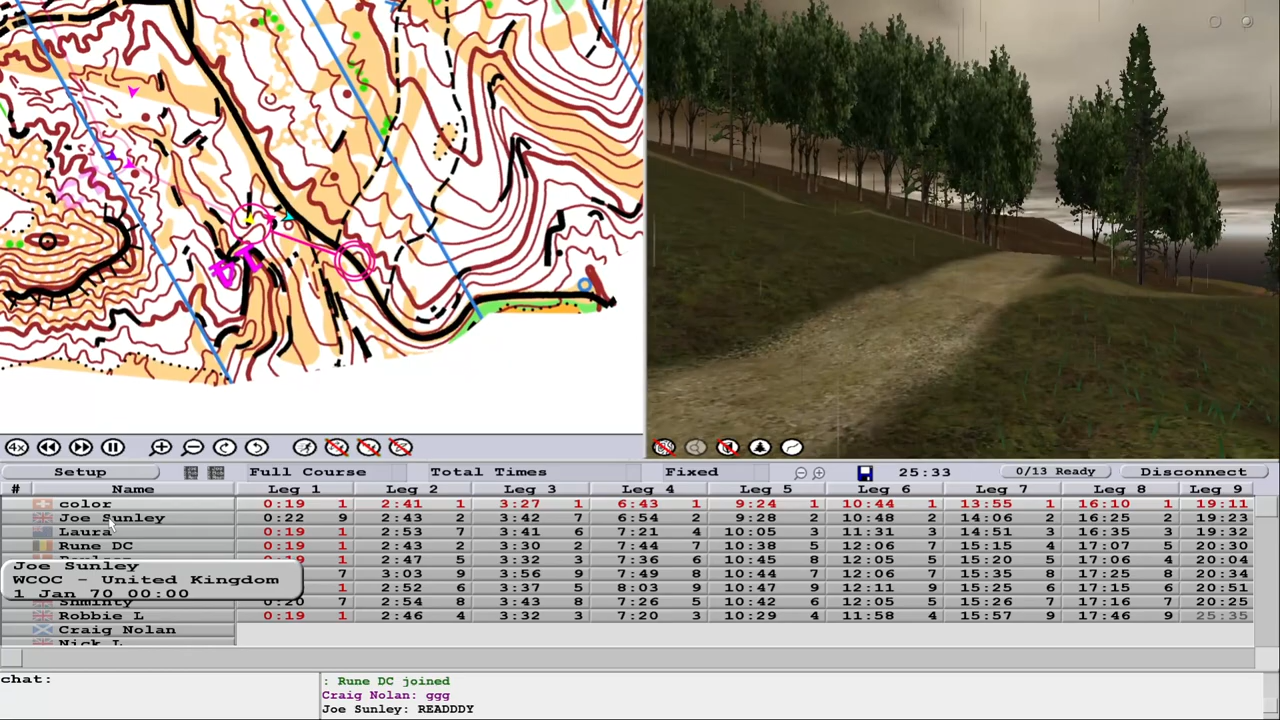 D T
4x
Setup Full Course Total Times Fixed 25:33 0/13 Ready Disconnect
# Name Leg 1 Leg 2 Leg 3 Leg 4 Leg 5 Leg 6 Leg 7 Leg 8 Leg 9
color 0:19 1 2:41 1 3:27 1 6:43 1 9:24 1 10:44 1 13:55 1 16:10 1 19:11
Joe Sunley 0:22 9 2:43 2 3:42 7 6:54 2 9:28 2 10:48 2 14:06 2 16:25 2 19:23
Laura 0:19 1 2:53 7 3:41 6 7:21 4 10:05 3 11:31 3 14:51 3 16:35 3 19:32
Rune DC 0:19 1 2:43 2 3:30 2 7:44 7 10:38 5 12:06 7 15:15 4 17:07 5 20:30
1 2:47 5 3:32 3 7:36 6 10:45 8 12:05 5 15:20 5 17:06 4 20:04
7 3:03 9 3:56 9 7:49 8 10:44 7 12:06 7 15:35 8 17:25 8 20:34
1 2:52 6 3:37 5 8:03 9 10:47 9 12:11 9 15:25 6 17:15 6 20:51
Shminty 0:20 7 2:54 8 3:43 8 7:26 5 10:42 6 12:05 5 15:26 7 17:16 7 20:25
Robbie L 0:19 1 2:46 4 3:32 3 7:20 3 10:29 4 11:58 4 15:57 9 17:46 9 25:35
Craig Nolan
Nick L
Joe Sunley
WCOC - United Kingdom
1 Jan 70 00:00
chat:
: Rune DC joined
Craig Nolan: ggg
Joe Sunley: READDDY